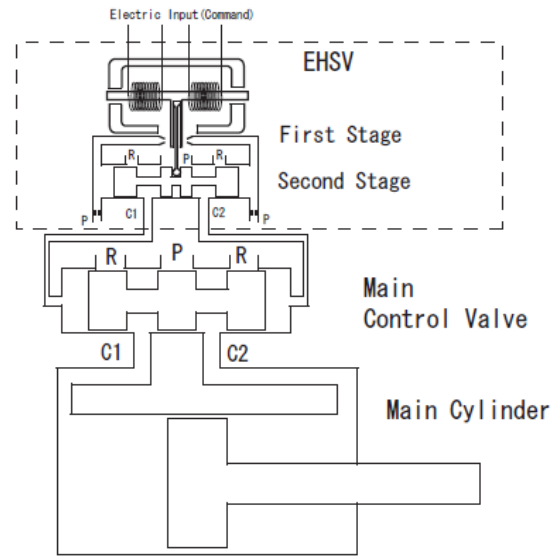 Electric Input(Command)
EHSV
First Stage
R P R
Second Stage
P C1 C2 P
R P R
Main
Control Valve
C1 C2
Main Cylinder